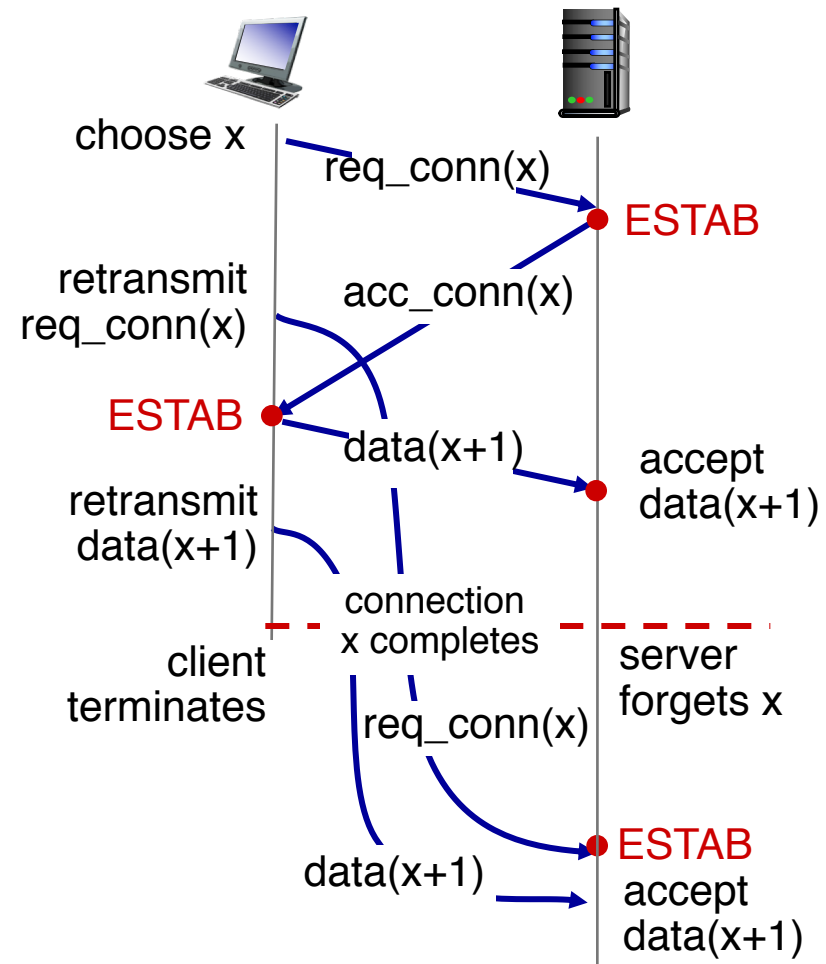 choose x
req_conn(x)
ESTAB
retransmit
req_conn(x)
acc_conn(x)
ESTAB
data(x+1)
accept
data(x+1)
retransmit
data(x+1)
connection
x completes
client
terminates
server
forgets x
req_conn(x)
ESTAB
data(x+1)
accept
data(x+1)